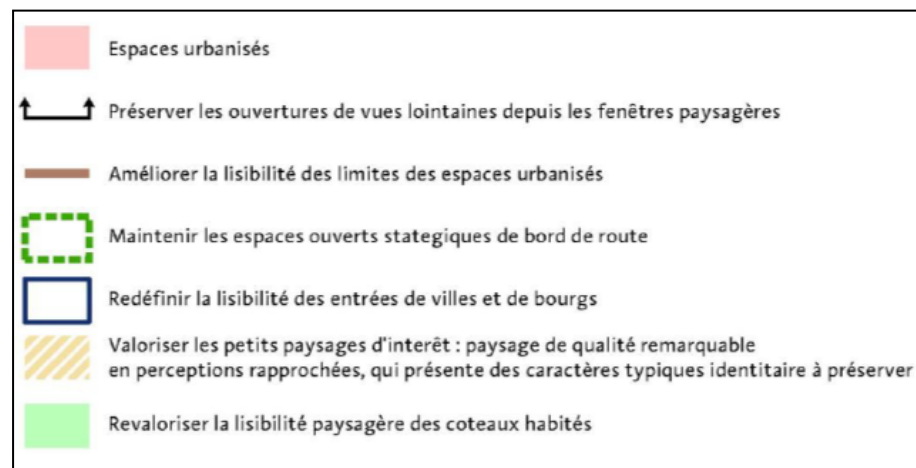 Espaces urbanisés
Préserver les ouvertures de vues lointaines depuis les fenêtres paysagères
Améliorer la lisibilité des limites des espaces urbanisés
Maintenir les espaces ouverts stategiques de bord de route
Redéfinir la lisibilité des entrées de villes et de bourgs
Valoriser les petits paysages d'interêt : paysage de qualité remarquable
en perceptions rapprochées, qui présente des caractères typiques identitaire à préserver
Revaloriser la lisibilité paysagère des coteaux habités